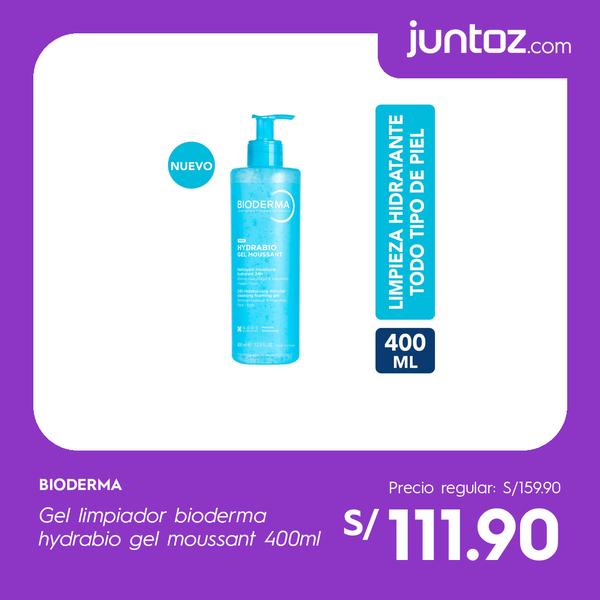 juntoz.com
NUEVO
BIODERMA
HYDRABIO
GEL MOUSSANT
LIMPIEZA HIDRATANTE
TODO TIPO DE PIEL
400
ML
BIODERMA
Gel limpiador bioderma
hydrabio gel moussant 400ml
Precio regular: S/159.90
S/ 111.90